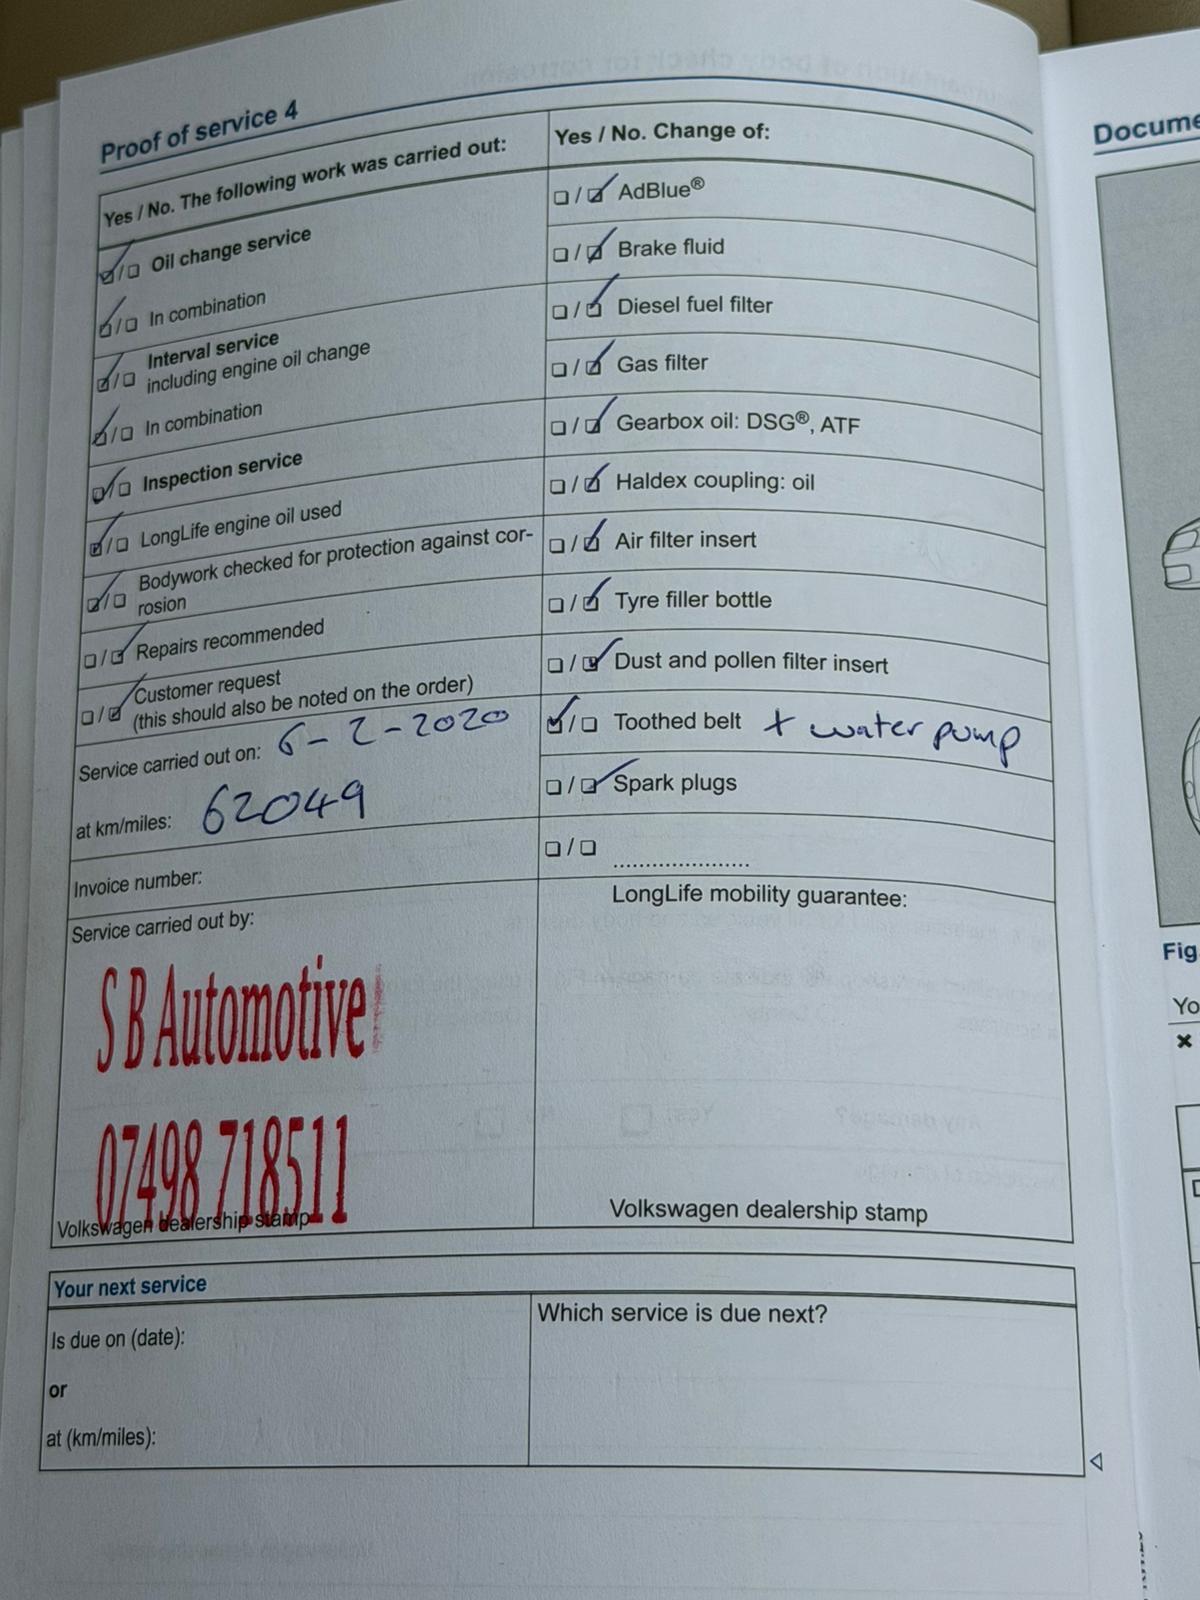 Proof of service 4
Yes / No. The following work was carried out:
☑/☐ Oil change service
☑/☐ In combination
☑/☐ Interval service
including engine oil change
☑/☐ In combination
☑/☐ Inspection service
☑/☐ LongLife engine oil used
☑/☐ Bodywork checked for protection against cor-
rosion
☐/☑ Repairs recommended
☐/☑ Customer request
(this should also be noted on the order)
Service carried out on: 6-2-2020
at km/miles: 62049
Invoice number:
Service carried out by:
S B Automotive
07498 718511
Volkswagen dealership stamp
Yes / No. Change of:
☐/☑ AdBlue®
☐/☑ Brake fluid
☐/☑ Diesel fuel filter
☐/☑ Gas filter
☐/☑ Gearbox oil: DSG®, ATF
☐/☑ Haldex coupling: oil
☐/☑ Air filter insert
☐/☑ Tyre filler bottle
☐/☑ Dust and pollen filter insert
☑/☐ Toothed belt + water pump
☐/☑ Spark plugs
☐/☐ ......................
LongLife mobility guarantee:
Volkswagen dealership stamp
Your next service
Is due on (date):
or
at (km/miles):
Which service is due next?
Docume
Fig.
Yo